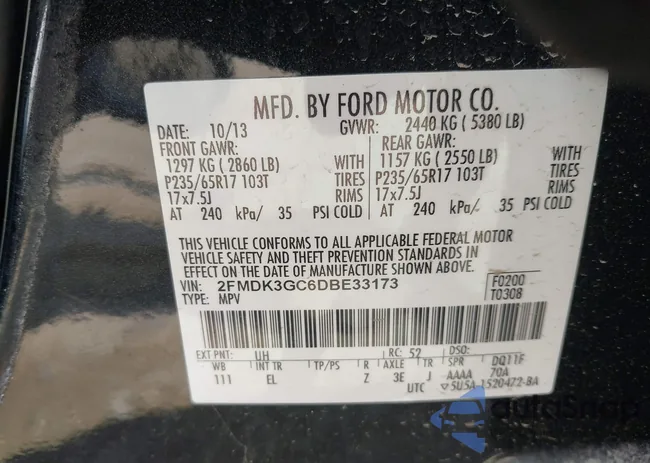 MFD. BY FORD MOTOR CO.
DATE: 10/13 GVWR: 2440 KG ( 5380 LB)
FRONT GAWR: REAR GAWR:
1297 KG ( 2860 LB) WITH 1157 KG ( 2550 LB) WITH
P235/65R17 103T TIRES P235/65R17 103T TIRES
17x7.5J RIMS 17x7.5J RIMS
AT 240 kPa/ 35 PSI COLD AT 240 kPa/ 35 PSI COLD
THIS VEHICLE CONFORMS TO ALL APPLICABLE FEDERAL MOTOR
VEHICLE SAFETY AND THEFT PREVENTION STANDARDS IN
EFFECT ON THE DATE OF MANUFACTURE SHOWN ABOVE.
VIN: 2FMDK3GC6DBE33173 F0200
TYPE: MPV T0308
EXT PNT: UH RC: 52 DSO:
WB INT TR TP/PS R AXLE TR SPR DQ11F
111 EL Z 3E J AAAA 70A
UTC 5U5A-1520472-BA
autoSnap